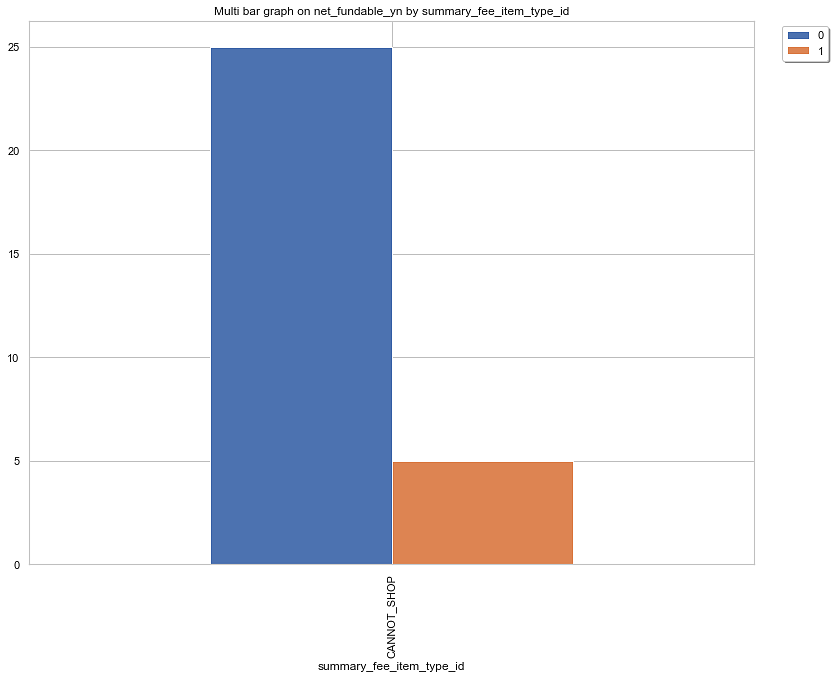 Multi bar graph on net_fundable_yn by summary_fee_item_type_id
0
1
25
20
15
10
5
0
CANNOT_SHOP
summary_fee_item_type_id